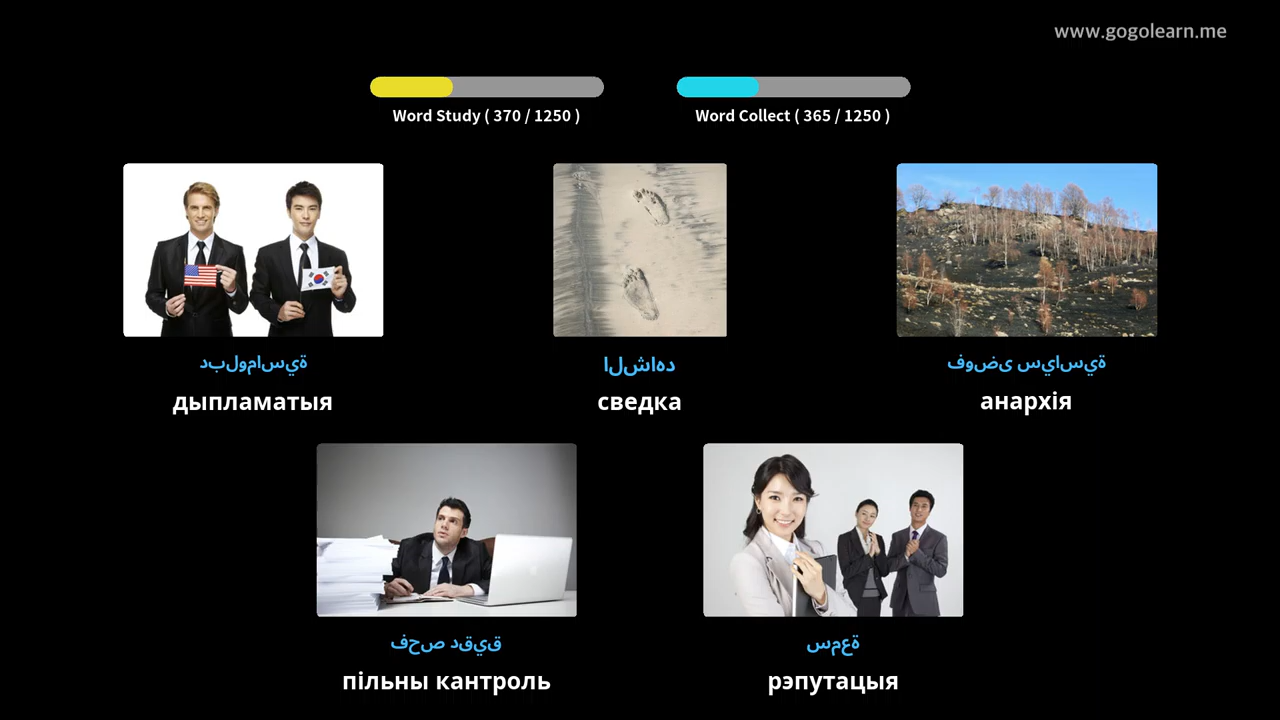 www.gogolearn.me
Word Study ( 370 / 1250 )
Word Collect ( 365 / 1250 )
دبلوماسية
الشاهد
فوضى سياسية
дыпламатыя
сведка
анархія
فحص دقيق
سمعة
пільны кантроль
рэпутацыя